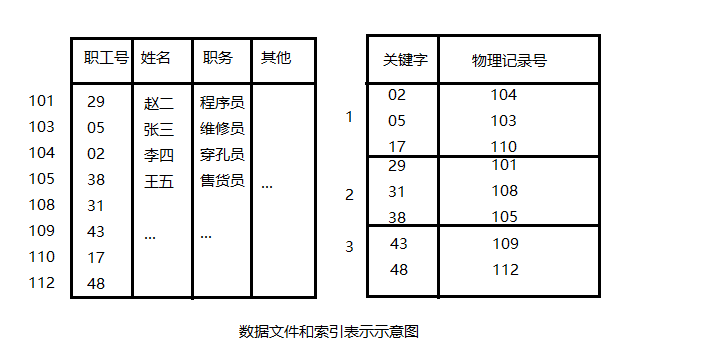 职工号 姓名 职务 其他
101 29 赵二 程序员
103 05 张三 维修员
104 02 李四 穿孔员
105 38 王五 售货员 ...
108 31
109 43 ... ...
110 17
112 48
关键字 物理记录号
02 104
1 05 103
17 110
29 101
2 31 108
38 105
3 43 109
48 112
数据文件和索引表示示意图